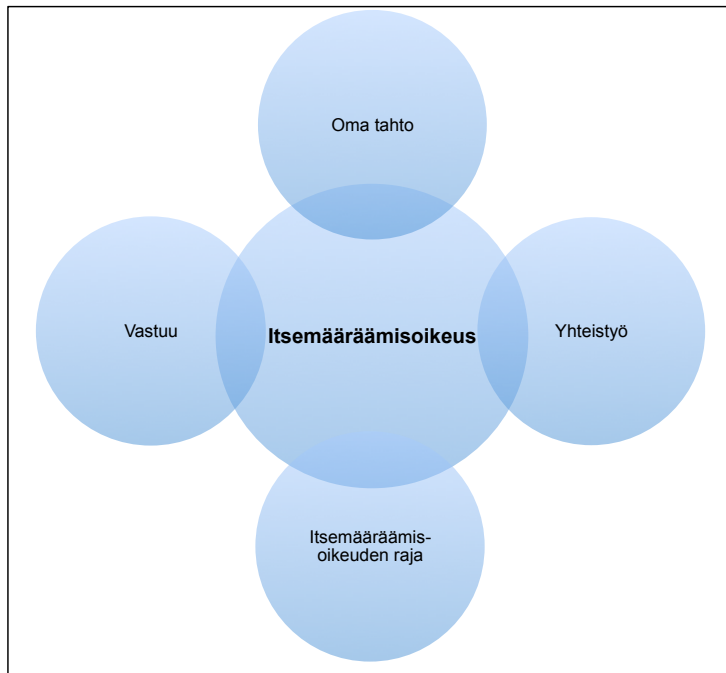 Oma tahto
Vastuu
Itsemääräämisoikeus
Yhteistyö
Itsemääräämis-
oikeuden raja